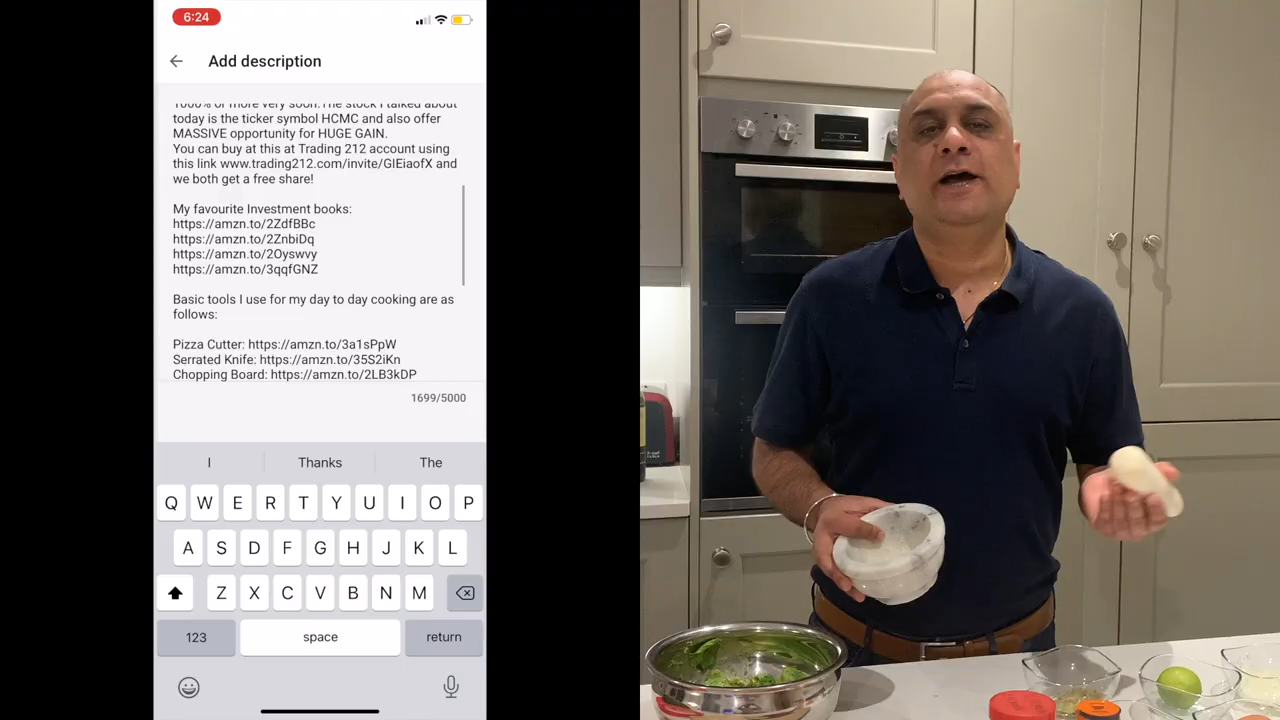 6:24
Add description
1000% or more very soon.The stock I talked about
today is the ticker symbol HCMC and also offer
MASSIVE opportunity for HUGE GAIN.
You can buy at this at Trading 212 account using
this link www.trading212.com/invite/GIEiaofX and
we both get a free share!
My favourite Investment books:
https://amzn.to/2ZdfBBc
https://amzn.to/2ZnbiDq
https://amzn.to/2Oyswvy
https://amzn.to/3qqfGNZ
Basic tools I use for my day to day cooking are as
follows:
Pizza Cutter: https://amzn.to/3a1sPpW
Serrated Knife: https://amzn.to/35S2iKn
Chopping Board: https://amzn.to/2LB3kDP
1699/5000
I Thanks The
Q W E R T Y U I O P
A S D F G H J K L
Z X C V B N M
123 space return